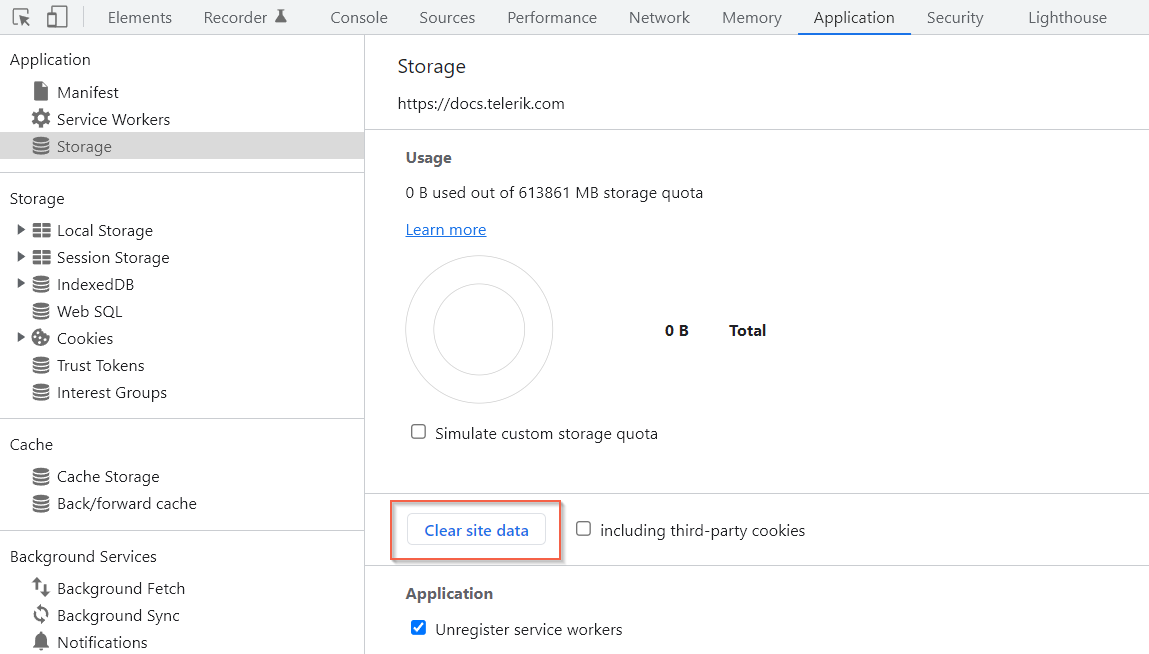 Elements Recorder Console Sources Performance Network Memory Application Security Lighthouse
Application
Manifest
Service Workers
Storage
Storage
Local Storage
Session Storage
IndexedDB
Web SQL
Cookies
Trust Tokens
Interest Groups
Cache
Cache Storage
Back/forward cache
Background Services
Background Fetch
Background Sync
Notifications
Storage
https://docs.telerik.com
Usage
0 B used out of 613861 MB storage quota
Learn more
0 B Total
Simulate custom storage quota
Clear site data including third-party cookies
Application
Unregister service workers